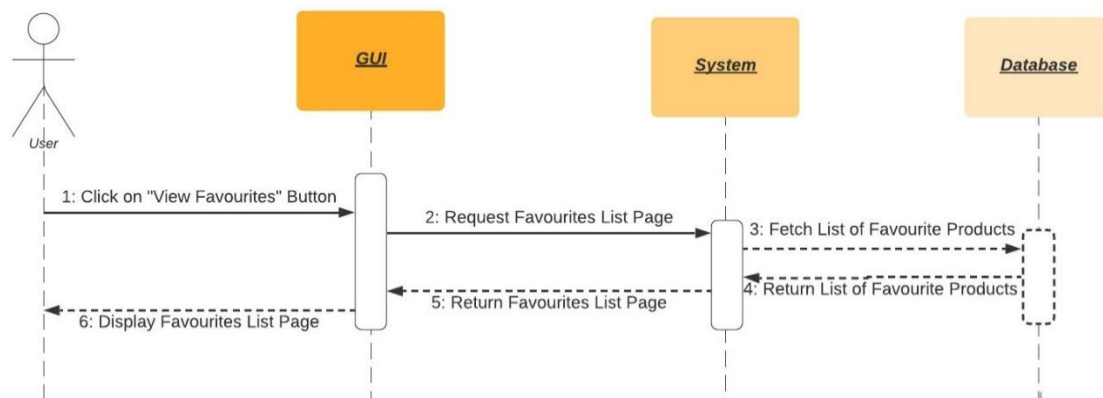 GUI
System
Database
User
1: Click on "View Favourites" Button
2: Request Favourites List Page
3: Fetch List of Favourite Products
4: Return List of Favourite Products
5: Return Favourites List Page
6: Display Favourites List Page